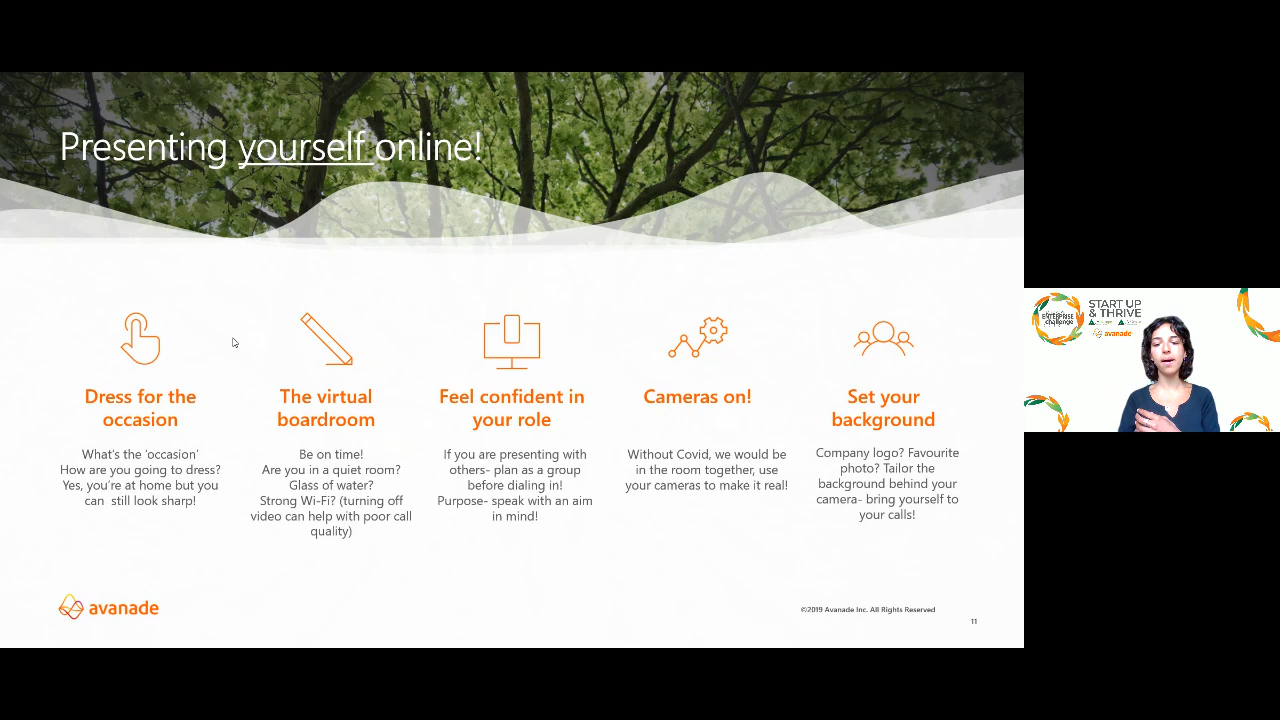 Presenting yourself online!
Dress for the
occasion
What's the 'occasion'
How are you going to dress?
Yes, you're at home but you
can still look sharp!
The virtual
boardroom
Be on time!
Are you in a quiet room?
Glass of water?
Strong Wi-Fi? (turning off
video can help with poor call
quality)
Feel confident in
your role
If you are presenting with
others- plan as a group
before dialing in!
Purpose- speak with an aim
in mind!
Cameras on!
Without Covid, we would be
in the room together, use
your cameras to make it real!
Set your
background
Company logo? Favourite
photo? Tailor the
background behind your
camera- bring yourself to
your calls!
avanade
©2019 Avanade Inc. All Rights Reserved
11
ENTERPRISE
challenge
START UP
& THRIVE
avanade